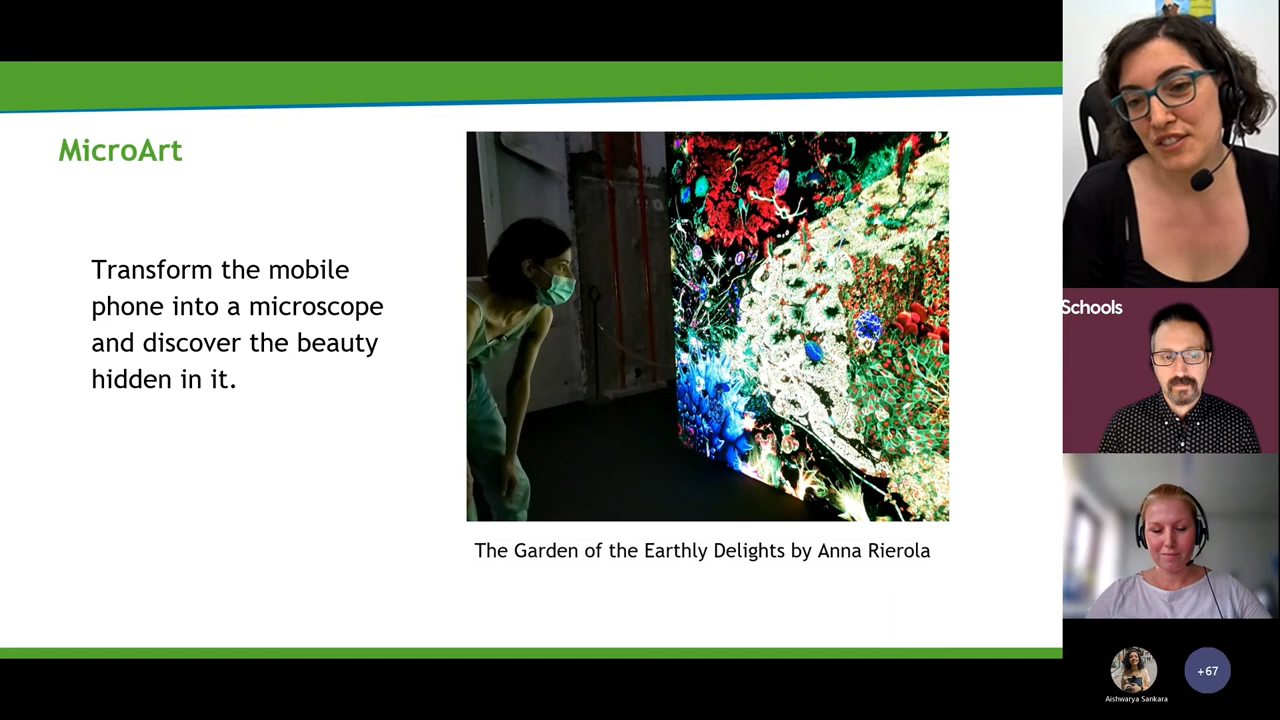 MicroArt
Transform the mobile
phone into a microscope
and discover the beauty
hidden in it.
The Garden of the Earthly Delights by Anna Rierola
Schools
Aishwarya Sankara
+67